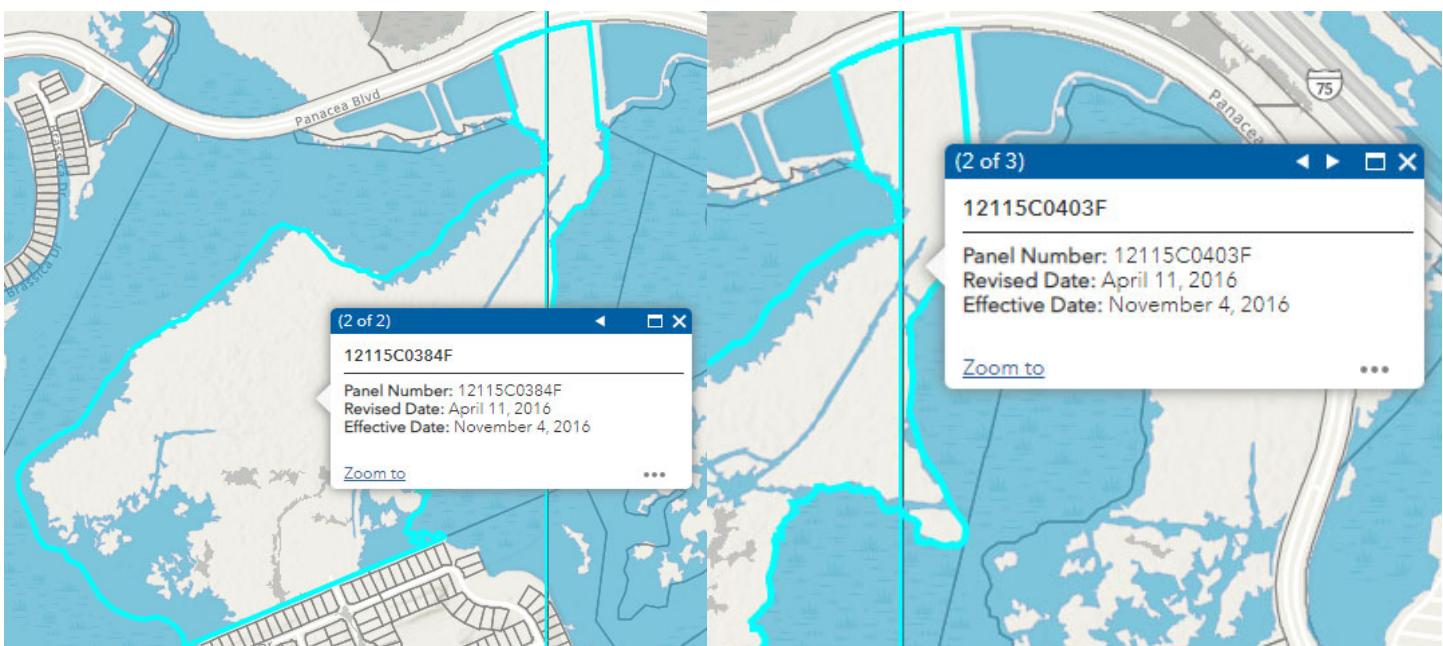 Panacea Blvd
Brassica Dr
Brassica Dr
(2 of 2)
12115C0384F
Panel Number: 12115C0384F
Revised Date: April 11, 2016
Effective Date: November 4, 2016
Zoom to
75
Panacea
(2 of 3)
12115C0403F
Panel Number: 12115C0403F
Revised Date: April 11, 2016
Effective Date: November 4, 2016
Zoom to